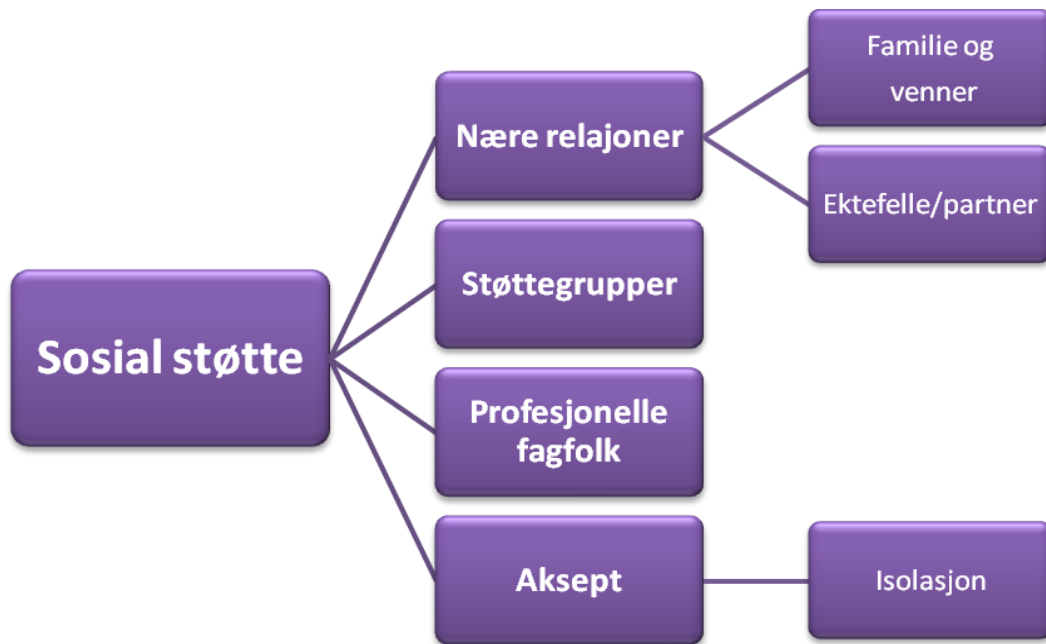 Sosial støtte
Nære relajoner
Familie og
venner
Ektefelle/partner
Støttegrupper
Profesjonelle
fagfolk
Aksept
Isolasjon